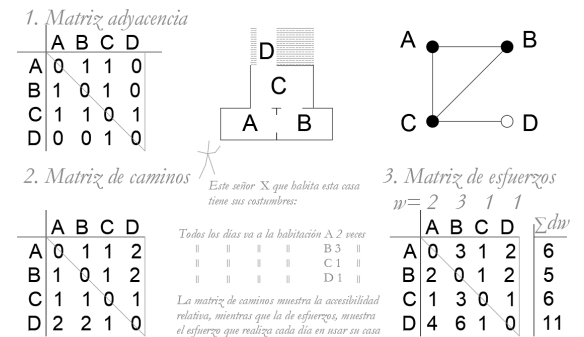 1. Matriz adyacencia
A B C D
A 0 1 1 0
B 1 0 1 0
C 1 1 0 1
D 0 0 1 0
D
C
A B
A B
C D
2. Matriz de caminos
A B C D
A 0 1 1 2
B 1 0 1 2
C 1 1 0 1
D 2 2 1 0
Este señor X que habita esta casa
tiene sus costumbres:
Todos los días va a la habitación A 2 veces
|| || || || B 3 ||
|| || || || C 1 ||
|| || || || D 1 ||
La matriz de caminos muestra la accesibilidad
relativa, mientras que la de esfuerzos, muestra
el esfuerzo que realiza cada día en usar su casa
3. Matriz de esfuerzos
w= 2 3 1 1
A B C D ∑dw
A 0 3 1 2 6
B 2 0 1 2 5
C 1 3 0 1 6
D 4 6 1 0 11